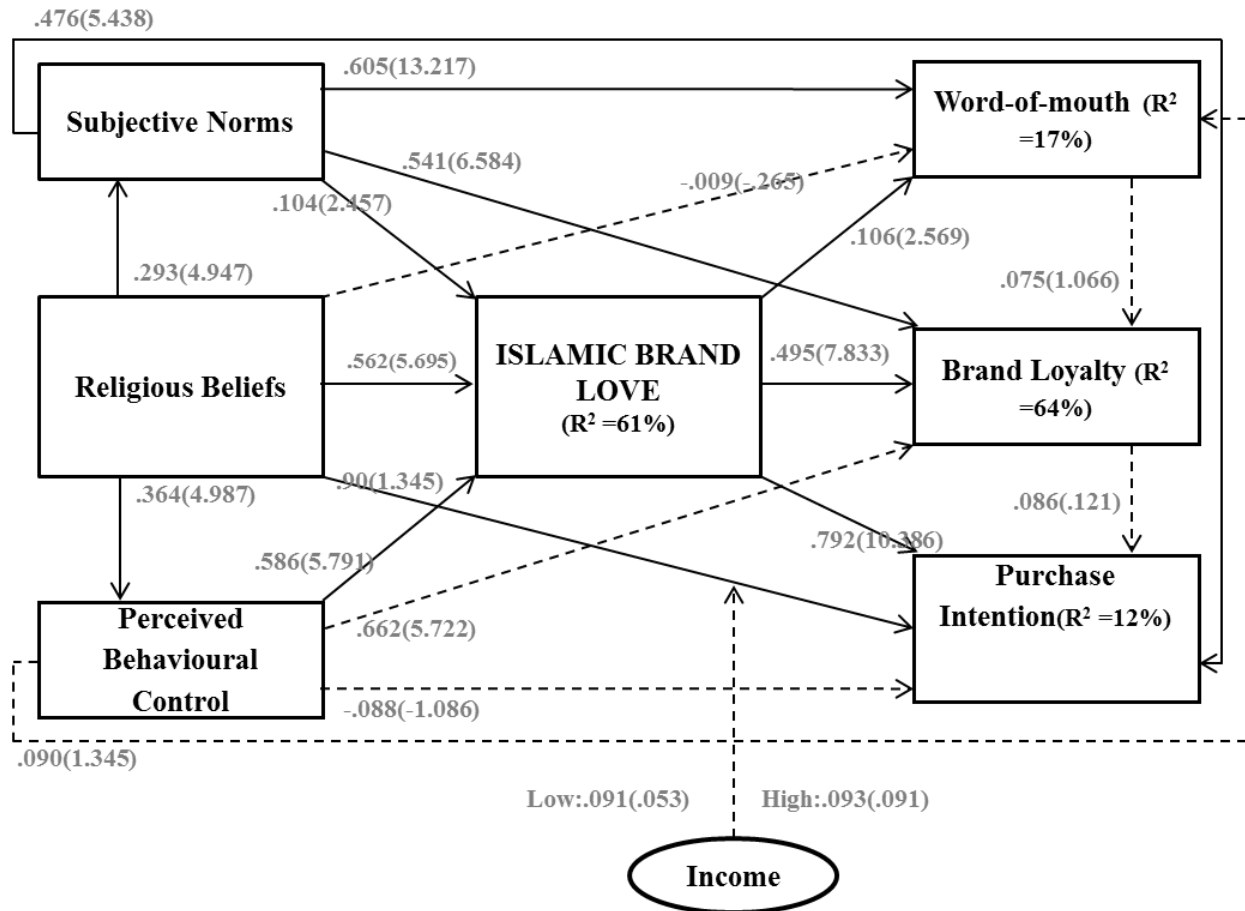 .476(5.438)
.605(13.217)
Subjective Norms
Word-of-mouth (R²
=17%)
.541(6.584)
-.009(-.265)
.104(2.457)
.106(2.569)
.293(4.947)
.075(1.066)
Religious Beliefs
.562(5.695)
ISLAMIC BRAND
LOVE
(R² =61%)
.495(7.833)
Brand Loyalty (R²
=64%)
.364(4.987)
.90(1.345)
.086(.121)
.586(5.791)
.792(10.386)
Purchase
Intention(R² =12%)
Perceived
Behavioural
Control
.662(5.722)
-.088(-1.086)
.090(1.345)
Low:.091(.053)
High:.093(.091)
Income